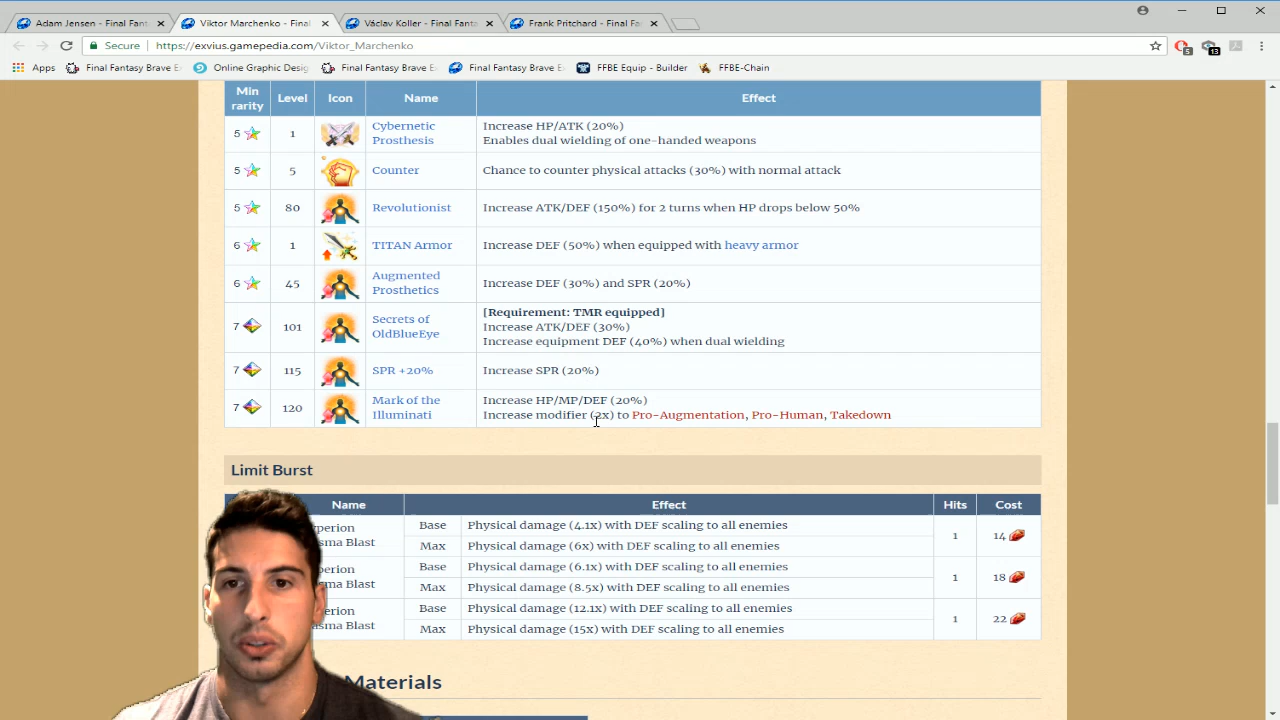 Adam Jensen - Final Fant
Viktor Marchenko - Final
Václav Koller - Final Fanta
Frank Pritchard - Final Fa
Secure
https://exvius.gamepedia.com/Viktor_Marchenko
Apps
Final Fantasy Brave E
Online Graphic Desig
Final Fantasy Brave E
Final Fantasy Brave E
FFBE Equip - Builder
FFBE-Chain
Min rarity Level Icon Name Effect
5 1 Cybernetic Prosthesis
Increase HP/ATK (20%)
Enables dual wielding of one-handed weapons
5 5 Counter Chance to counter physical attacks (30%) with normal attack
5 80 Revolutionist Increase ATK/DEF (150%) for 2 turns when HP drops below 50%
6 1 TITAN Armor Increase DEF (50%) when equipped with heavy armor
6 45 Augmented Prosthetics Increase DEF (30%) and SPR (20%)
7 101 Secrets of OldBlueEye
[Requirement: TMR equipped]
Increase ATK/DEF (30%)
Increase equipment DEF (40%) when dual wielding
7 115 SPR +20% Increase SPR (20%)
7 120 Mark of the Illuminati
Increase HP/MP/DEF (20%)
Increase modifier (2x) to Pro-Augmentation, Pro-Human, Takedown
Limit Burst
Name Effect Hits Cost
yperion
asma Blast
Base Physical damage (4.1x) with DEF scaling to all enemies
Max Physical damage (6x) with DEF scaling to all enemies
1 14
perion
ma Blast
Base Physical damage (6.1x) with DEF scaling to all enemies
Max Physical damage (8.5x) with DEF scaling to all enemies
1 18
perion
asma Blast
Base Physical damage (12.1x) with DEF scaling to all enemies
Max Physical damage (15x) with DEF scaling to all enemies
1 22
Materials